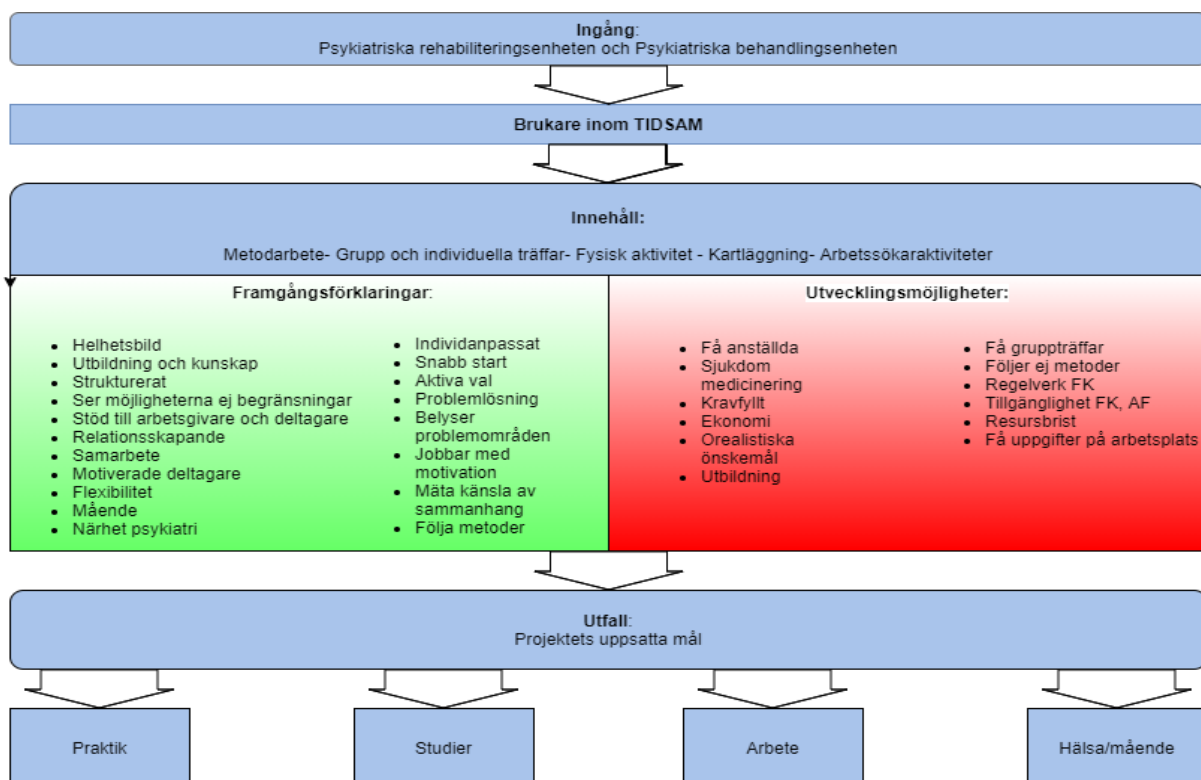 Ingång:
Psykiatriska rehabiliteringsenheten och Psykiatriska behandlingsenheten
Brukare inom TIDSAM
Innehåll:
Metodarbete- Grupp och individuella träffar- Fysisk aktivitet - Kartläggning- Arbetssökaraktiviteter
Framgångsförklaringar:
• Helhetsbild
• Utbildning och kunskap
• Strukturerat
• Ser möjligheterna ej begränsningar
• Stöd till arbetsgivare och deltagare
• Relationsskapande
• Samarbete
• Motiverade deltagare
• Flexibilitet
• Mående
• Närhet psykiatri
• Individanpassat
• Snabb start
• Aktiva val
• Problemlösning
• Belyser
problemområden
• Jobbar med
motivation
• Mäta känsla av
sammanhang
• Följa metoder
Utvecklingsmöjligheter:
• Få anställda
• Sjukdom
medicinering
• Kravfyllt
• Ekonomi
• Orealistiska
önskemål
• Utbildning
• Få gruppträffar
• Följer ej metoder
• Regelverk FK
• Tillgänglighet FK, AF
• Resursbrist
• Få uppgifter på arbetsplats
Utfall:
Projektets uppsatta mål
Praktik
Studier
Arbete
Hälsa/mående